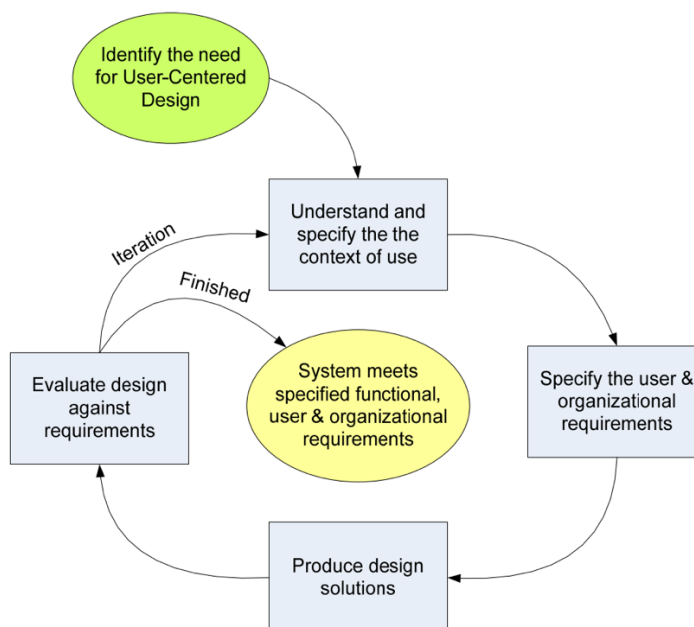 Identify the need
for User-Centered
Design
Understand and
specify the the
context of use
Iteration
Finished
System meets
specified functional,
user & organizational
requirements
Evaluate design
against
requirements
Specify the user &
organizational
requirements
Produce design
solutions